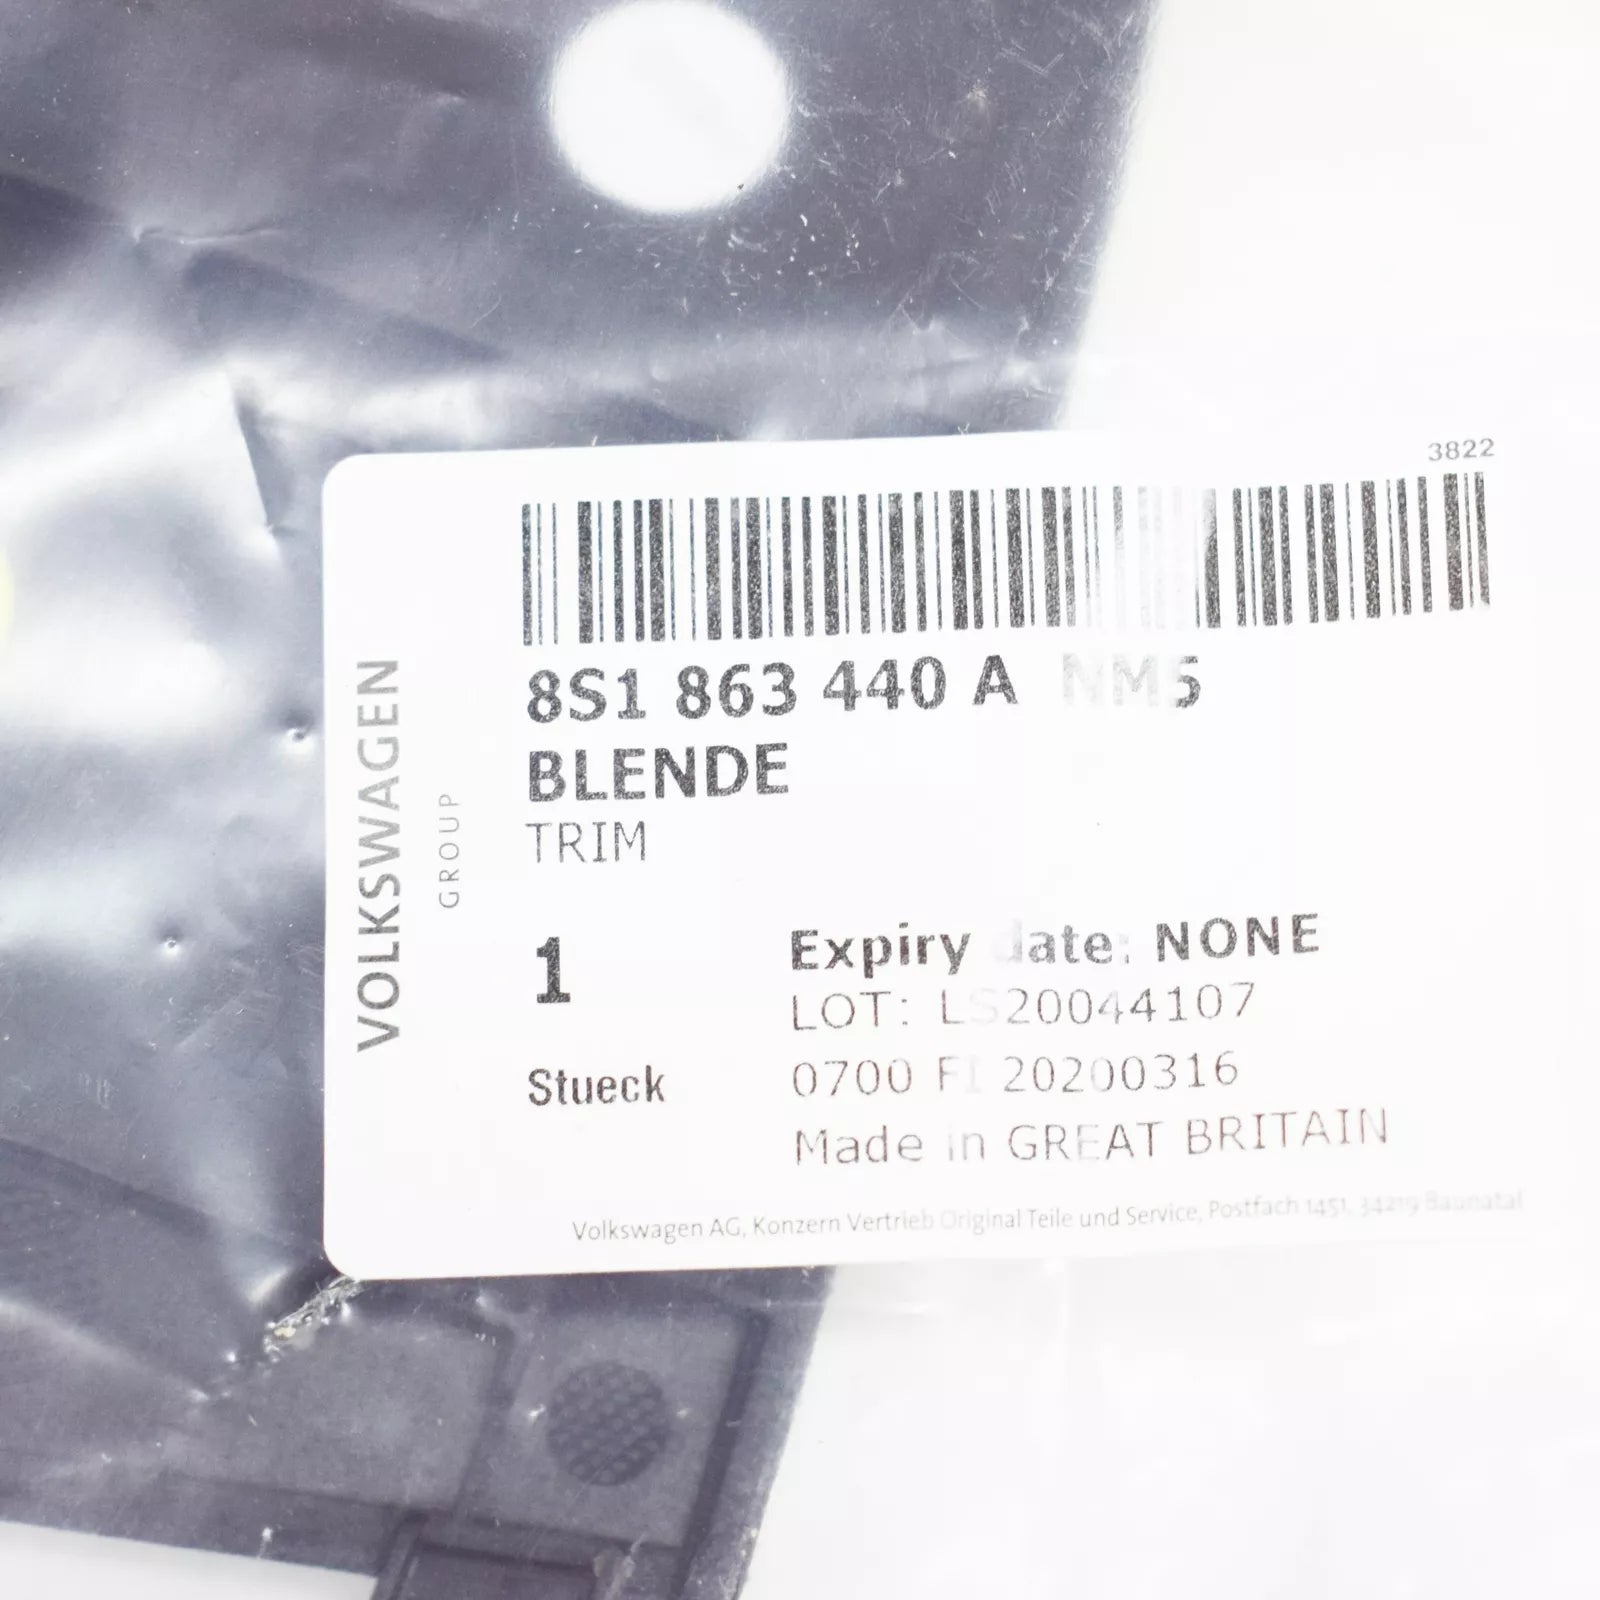 3822
8S1 863 440 A NM5
BLENDE
TRIM
VOLKSWAGEN
GROUP
1
Stueck
Expiry date: NONE
LOT: LS20044107
0700 FI 20200316
Made in GREAT BRITAIN
Volkswagen AG, Konzern Vertrieb Original Teile und Service, Postfach 1451, 34219 Baunatal